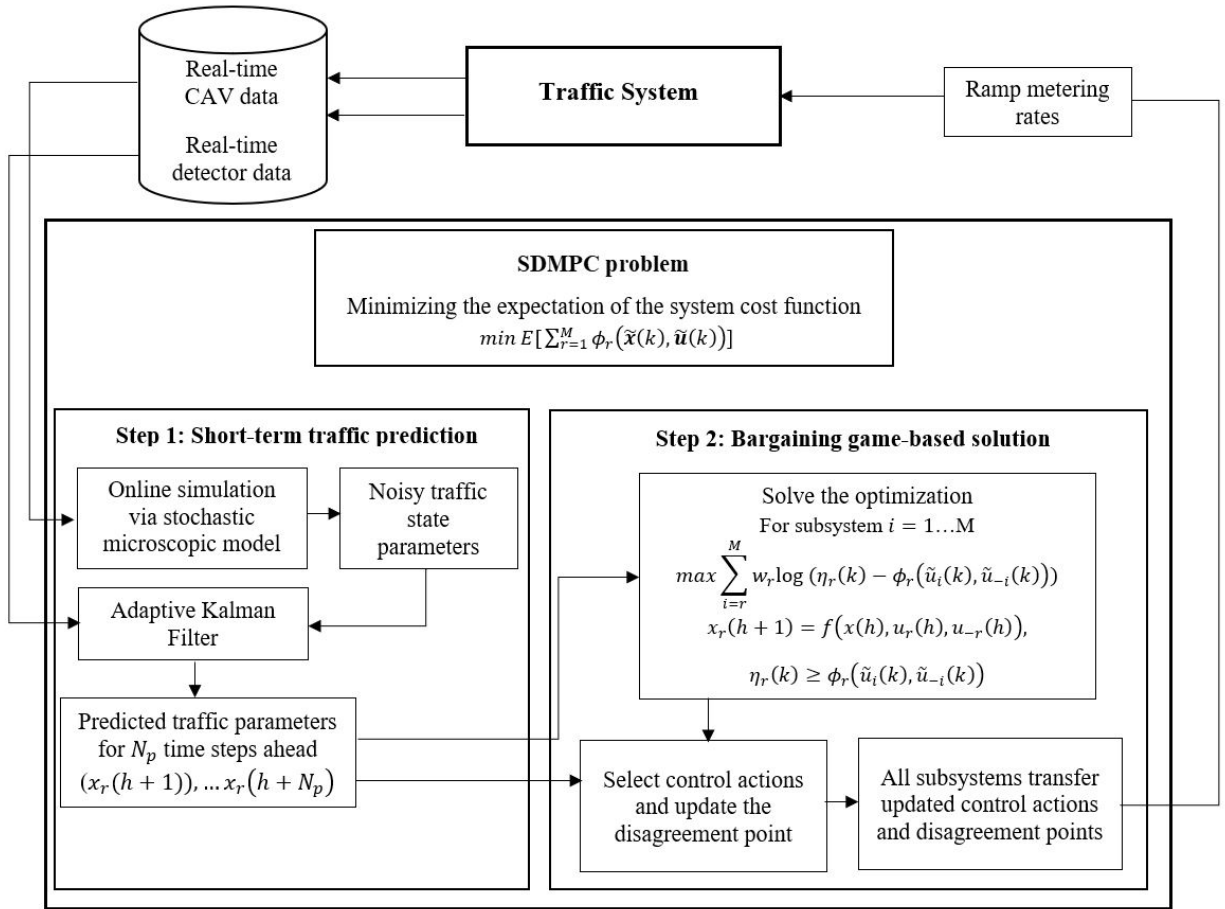 Real-time
CAV data
Real-time
detector data
Traffic System
Ramp metering
rates
SDMPC problem
Minimizing the expectation of the system cost function
min E[∑_{r=1}^{M} ϕ_r(x̃(k), ũ(k))]
Step 1: Short-term traffic prediction
Online simulation
via stochastic
microscopic model
Noisy traffic
state
parameters
Adaptive Kalman
Filter
Predicted traffic parameters
for N_p time steps ahead
(x_r(h + 1)), … x_r(h + N_p)
Step 2: Bargaining game-based solution
Solve the optimization
For subsystem i = 1…M
max ∑_{i=r}^{M} w_r log (η_r(k) − ϕ_r(ũ_i(k), ũ_{-i}(k)))
x_r(h + 1) = f(x(h), u_r(h), u_{-r}(h)),
η_r(k) ≥ ϕ_r(ũ_i(k), ũ_{-i}(k))
Select control actions
and update the
disagreement point
All subsystems transfer
updated control actions
and disagreement points